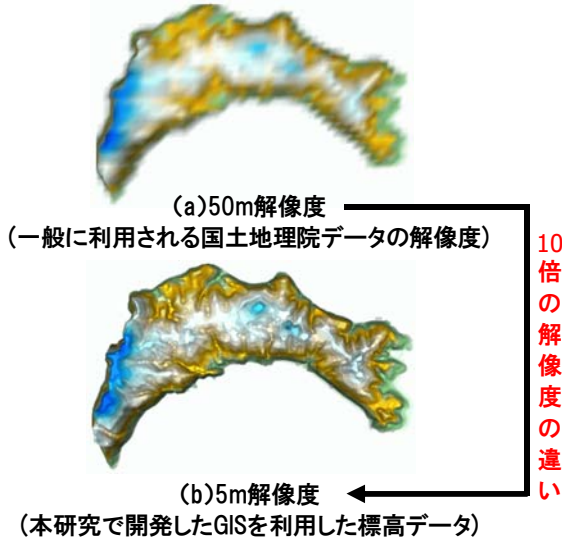 (a)50m解像度
(一般に利用される国土地理院データの解像度)
10倍の解像度の違い
(b)5m解像度
(本研究で開発したGISを利用した標高データ)